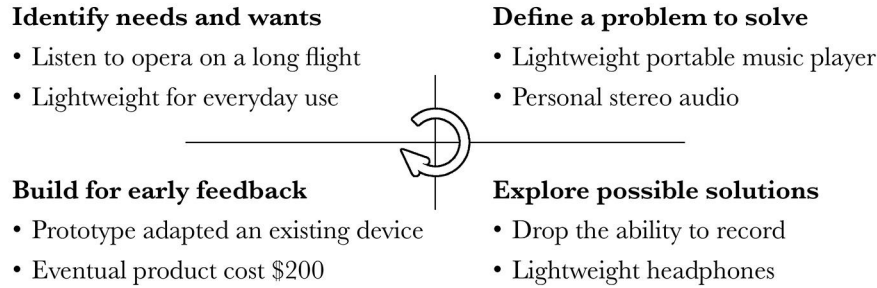 Identify needs and wants
• Listen to opera on a long flight
• Lightweight for everyday use
Define a problem to solve
• Lightweight portable music player
• Personal stereo audio
Build for early feedback
• Prototype adapted an existing device
• Eventual product cost $200
Explore possible solutions
• Drop the ability to record
• Lightweight headphones